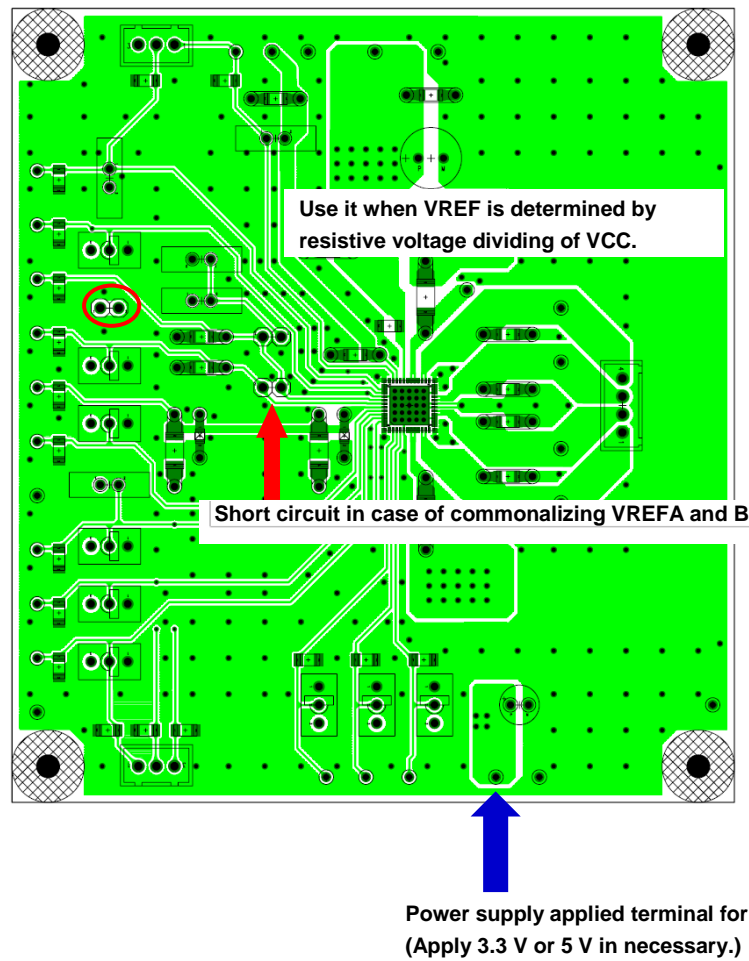 Use it when VREF is determined by
resistive voltage dividing of VCC.
Short circuit in case of commonalizing VREFA and B
Power supply applied terminal for
(Apply 3.3 V or 5 V in necessary.)